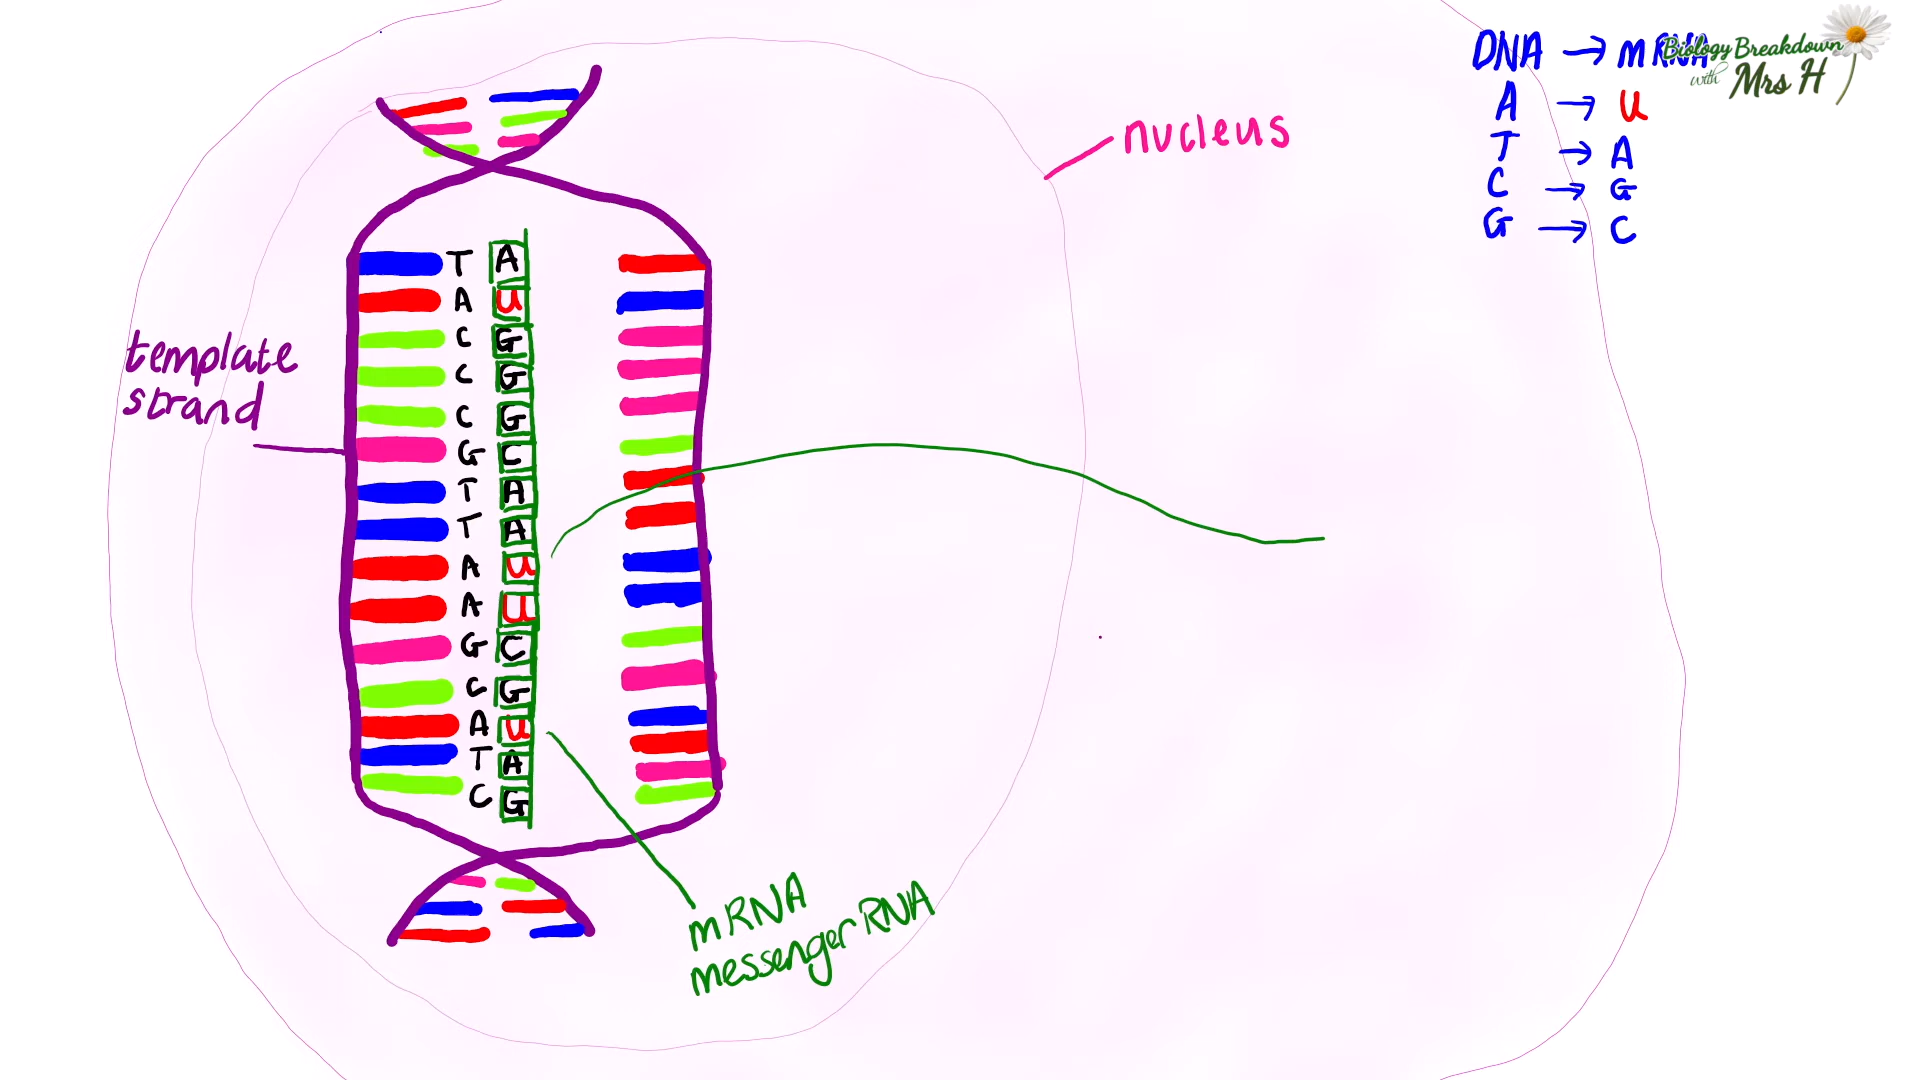 DNA → mRNA
A → U
T → A
C → G
G → C
Biology Breakdown
with Mrs H
nucleus
template
strand
T A
A U
C G
C G
C G
G C
T A
T A
A U
A U
G C
C G
A U
T A
C G
mRNA
messenger RNA